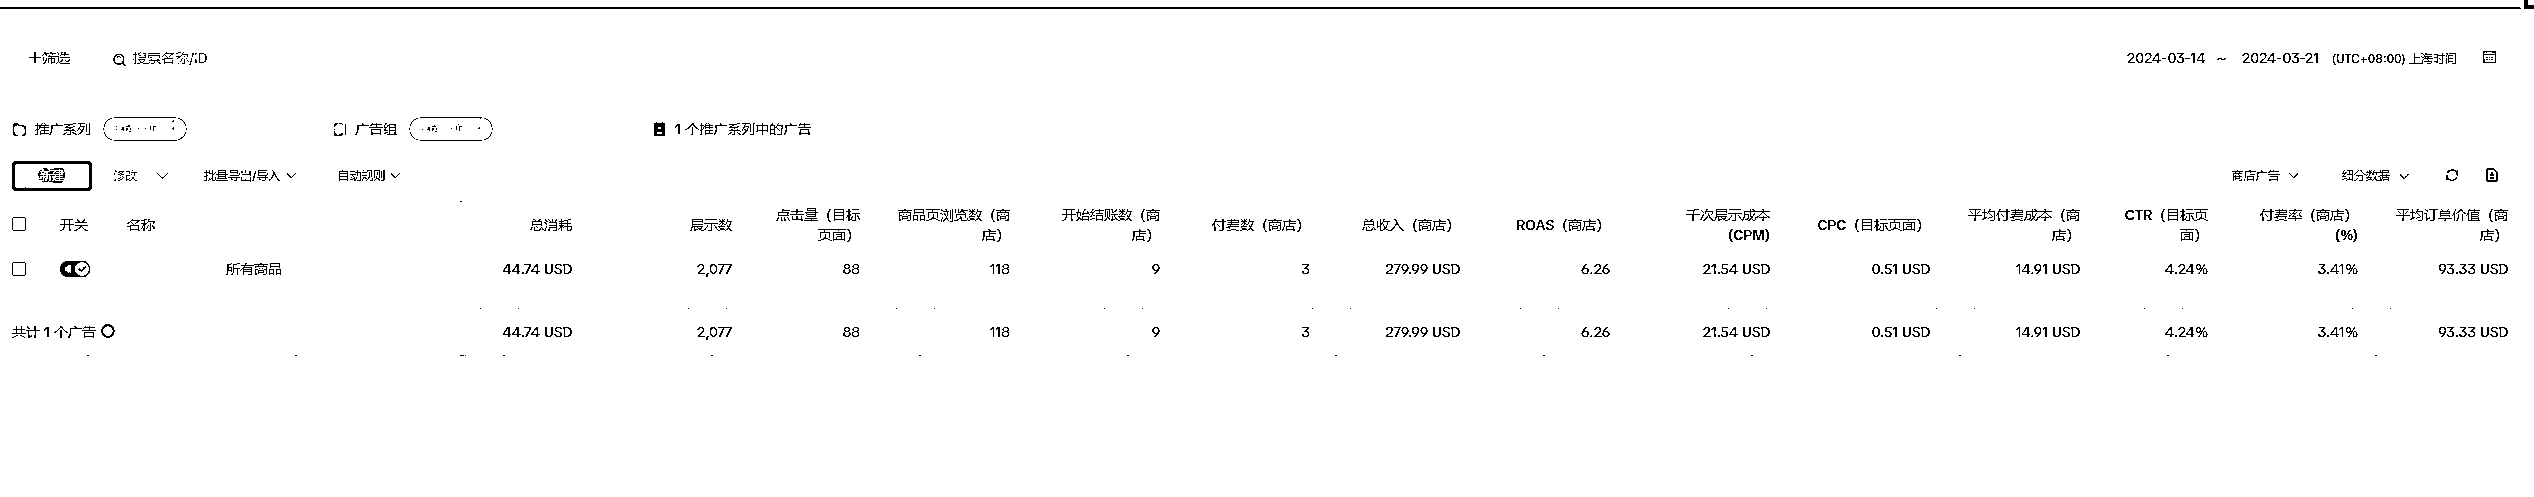 +筛选 搜索名称/ID 2024-03-14 ~ 2024-03-21 (UTC+08:00) 上海时间
推广系列 广告组 1 个推广系列中的广告
新建 修改 批量导出/导入 自动规则 商店广告 细分数据
开关 名称 总消耗 展示数 点击量（目标页面） 商品页浏览数（商店） 开始结账数（商店） 付费数（商店） 总收入（商店） ROAS（商店） 千次展示成本 (CPM) CPC（目标页面） 平均付费成本（商店） CTR（目标页面） 付费率（商店） (%) 平均订单价值（商店）
所有商品 44.74 USD 2,077 88 118 9 3 279.99 USD 6.26 21.54 USD 0.51 USD 14.91 USD 4.24% 3.41% 93.33 USD
共计 1 个广告 44.74 USD 2,077 88 118 9 3 279.99 USD 6.26 21.54 USD 0.51 USD 14.91 USD 4.24% 3.41% 93.33 USD